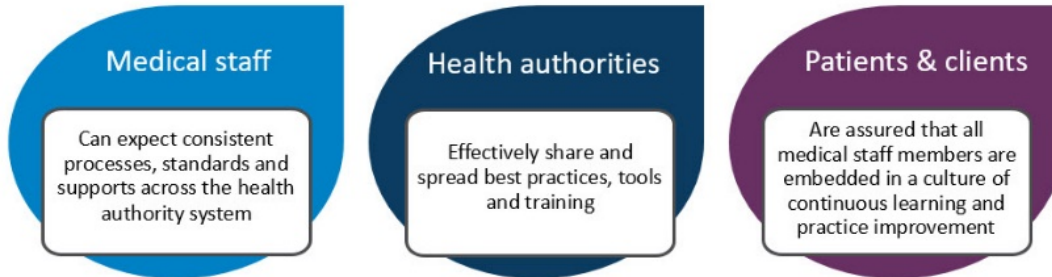 Medical staff
Can expect consistent
processes, standards and
supports across the health
authority system
Health authorities
Effectively share and
spread best practices, tools
and training
Patients & clients
Are assured that all
medical staff members are
embedded in a culture of
continuous learning and
practice improvement